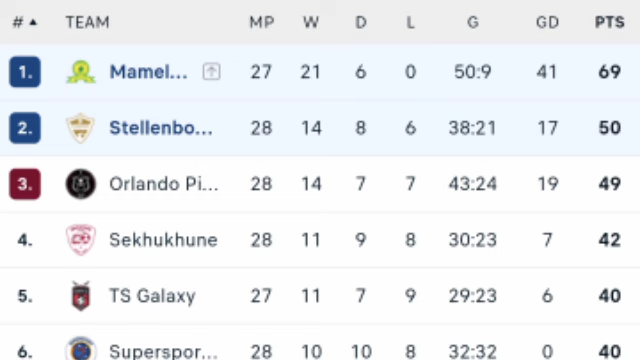 # ▲ TEAM MP W D L G GD PTS
1. Mamel... 27 21 6 0 50:9 41 69
2. Stellenbo... 28 14 8 6 38:21 17 50
3. Orlando Pi... 28 14 7 7 43:24 19 49
4. Sekhukhune 28 11 9 8 30:23 7 42
5. TS Galaxy 27 11 7 9 29:23 6 40
6. Superspor... 28 10 10 8 32:32 0 40